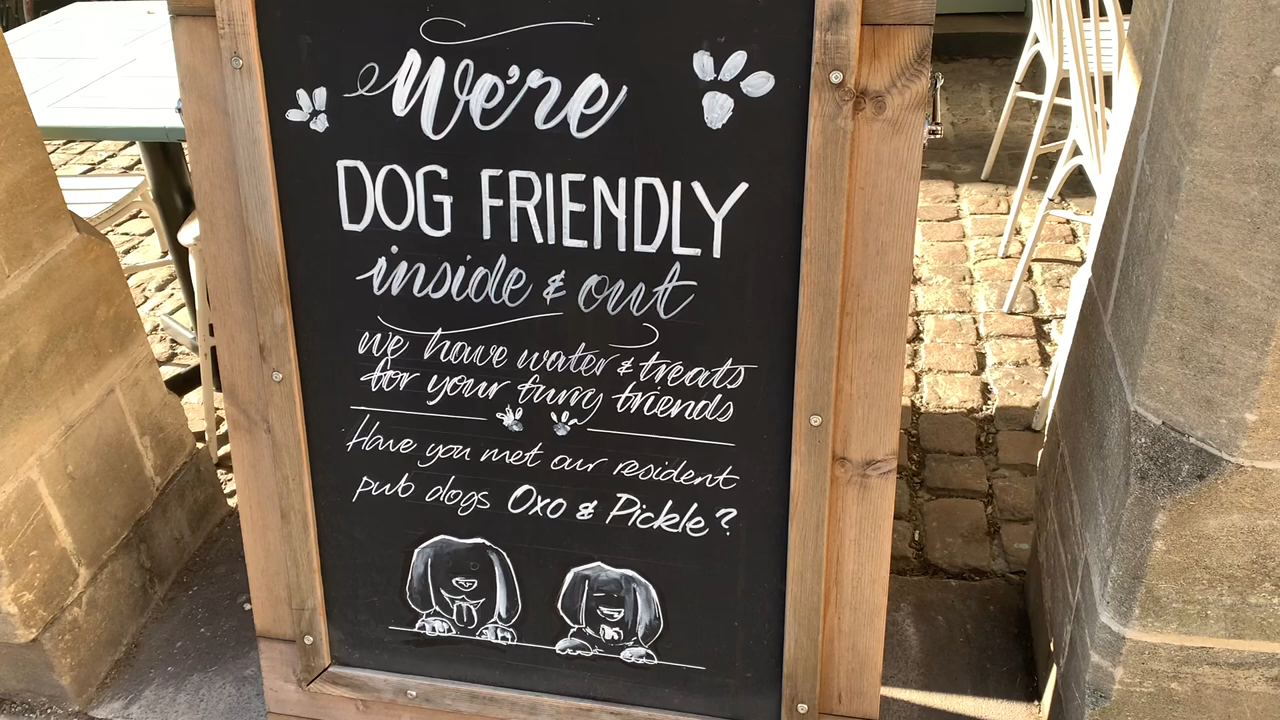 We're
DOG FRIENDLY
inside & out
we have water & treats
for your furry friends
Have you met our resident
pub dogs Oxo & Pickle?